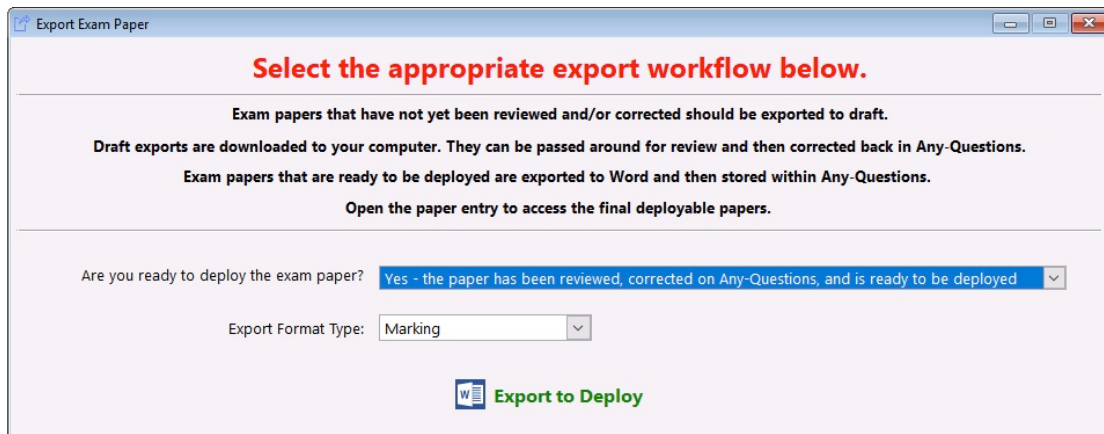 Export Exam Paper
Select the appropriate export workflow below.
Exam papers that have not yet been reviewed and/or corrected should be exported to draft.
Draft exports are downloaded to your computer. They can be passed around for review and then corrected back in Any-Questions.
Exam papers that are ready to be deployed are exported to Word and then stored within Any-Questions.
Open the paper entry to access the final deployable papers.
Are you ready to deploy the exam paper? Yes - the paper has been reviewed, corrected on Any-Questions, and is ready to be deployed
Export Format Type: Marking
W Export to Deploy